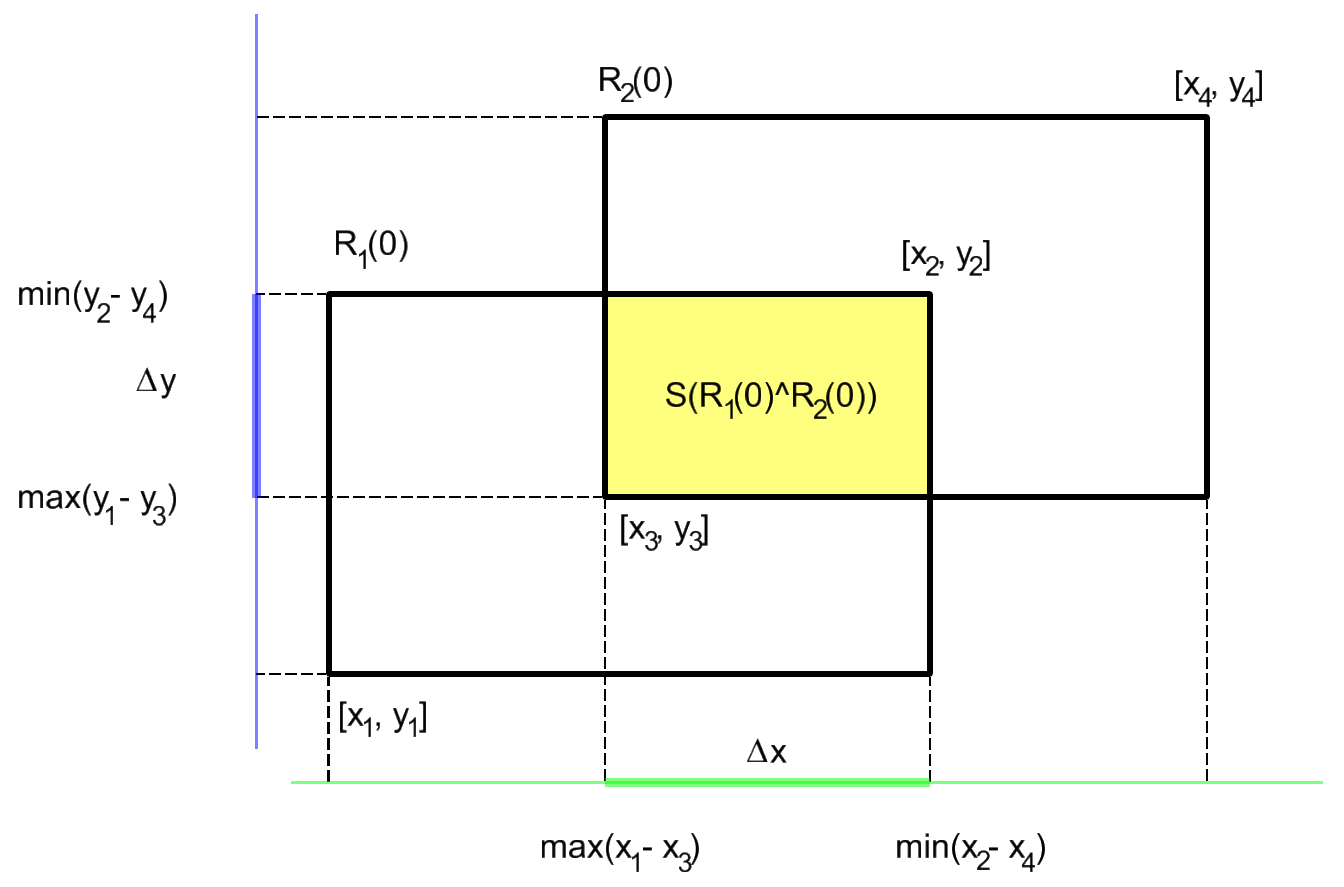 R₂(0)
[x₄, y₄]
R₁(0)
[x₂, y₂]
min(y₂- y₄)
Δy
S(R₁(0)^R₂(0))
max(y₁- y₃)
[x₃, y₃]
[x₁, y₁]
Δx
max(x₁- x₃)
min(x₂- x₄)